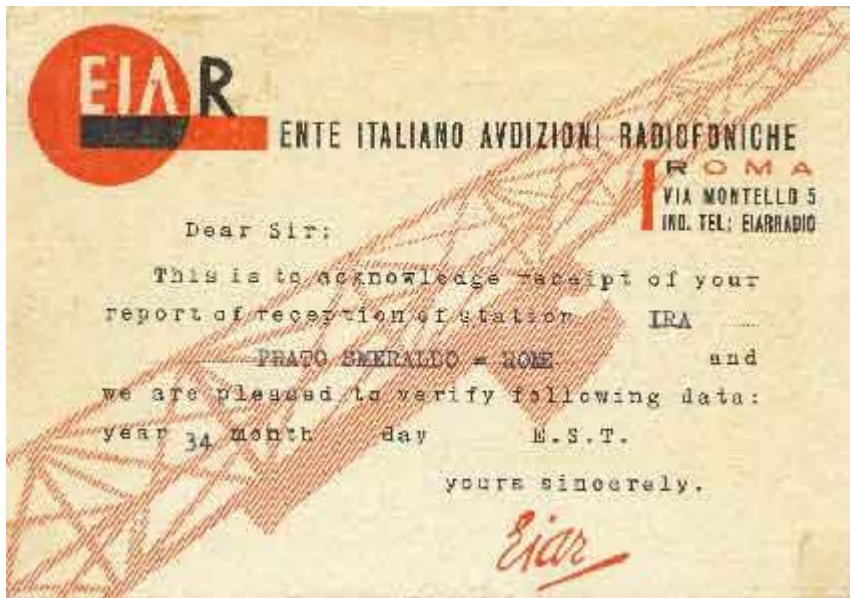 EIAR
ENTE ITALIANO AVDIZIONI RADIOFONICHE
ROMA
VIA MONTELLO 5
IND. TEL: EIARRADIO
Dear Sir:
This is to acknowledge receipt of your
report of reception of station IRA
PRATO SMERALDO = ROME and
we are pleased to verify following data:
year 34 month day E.S.T.
yours sincerely.
Eiar